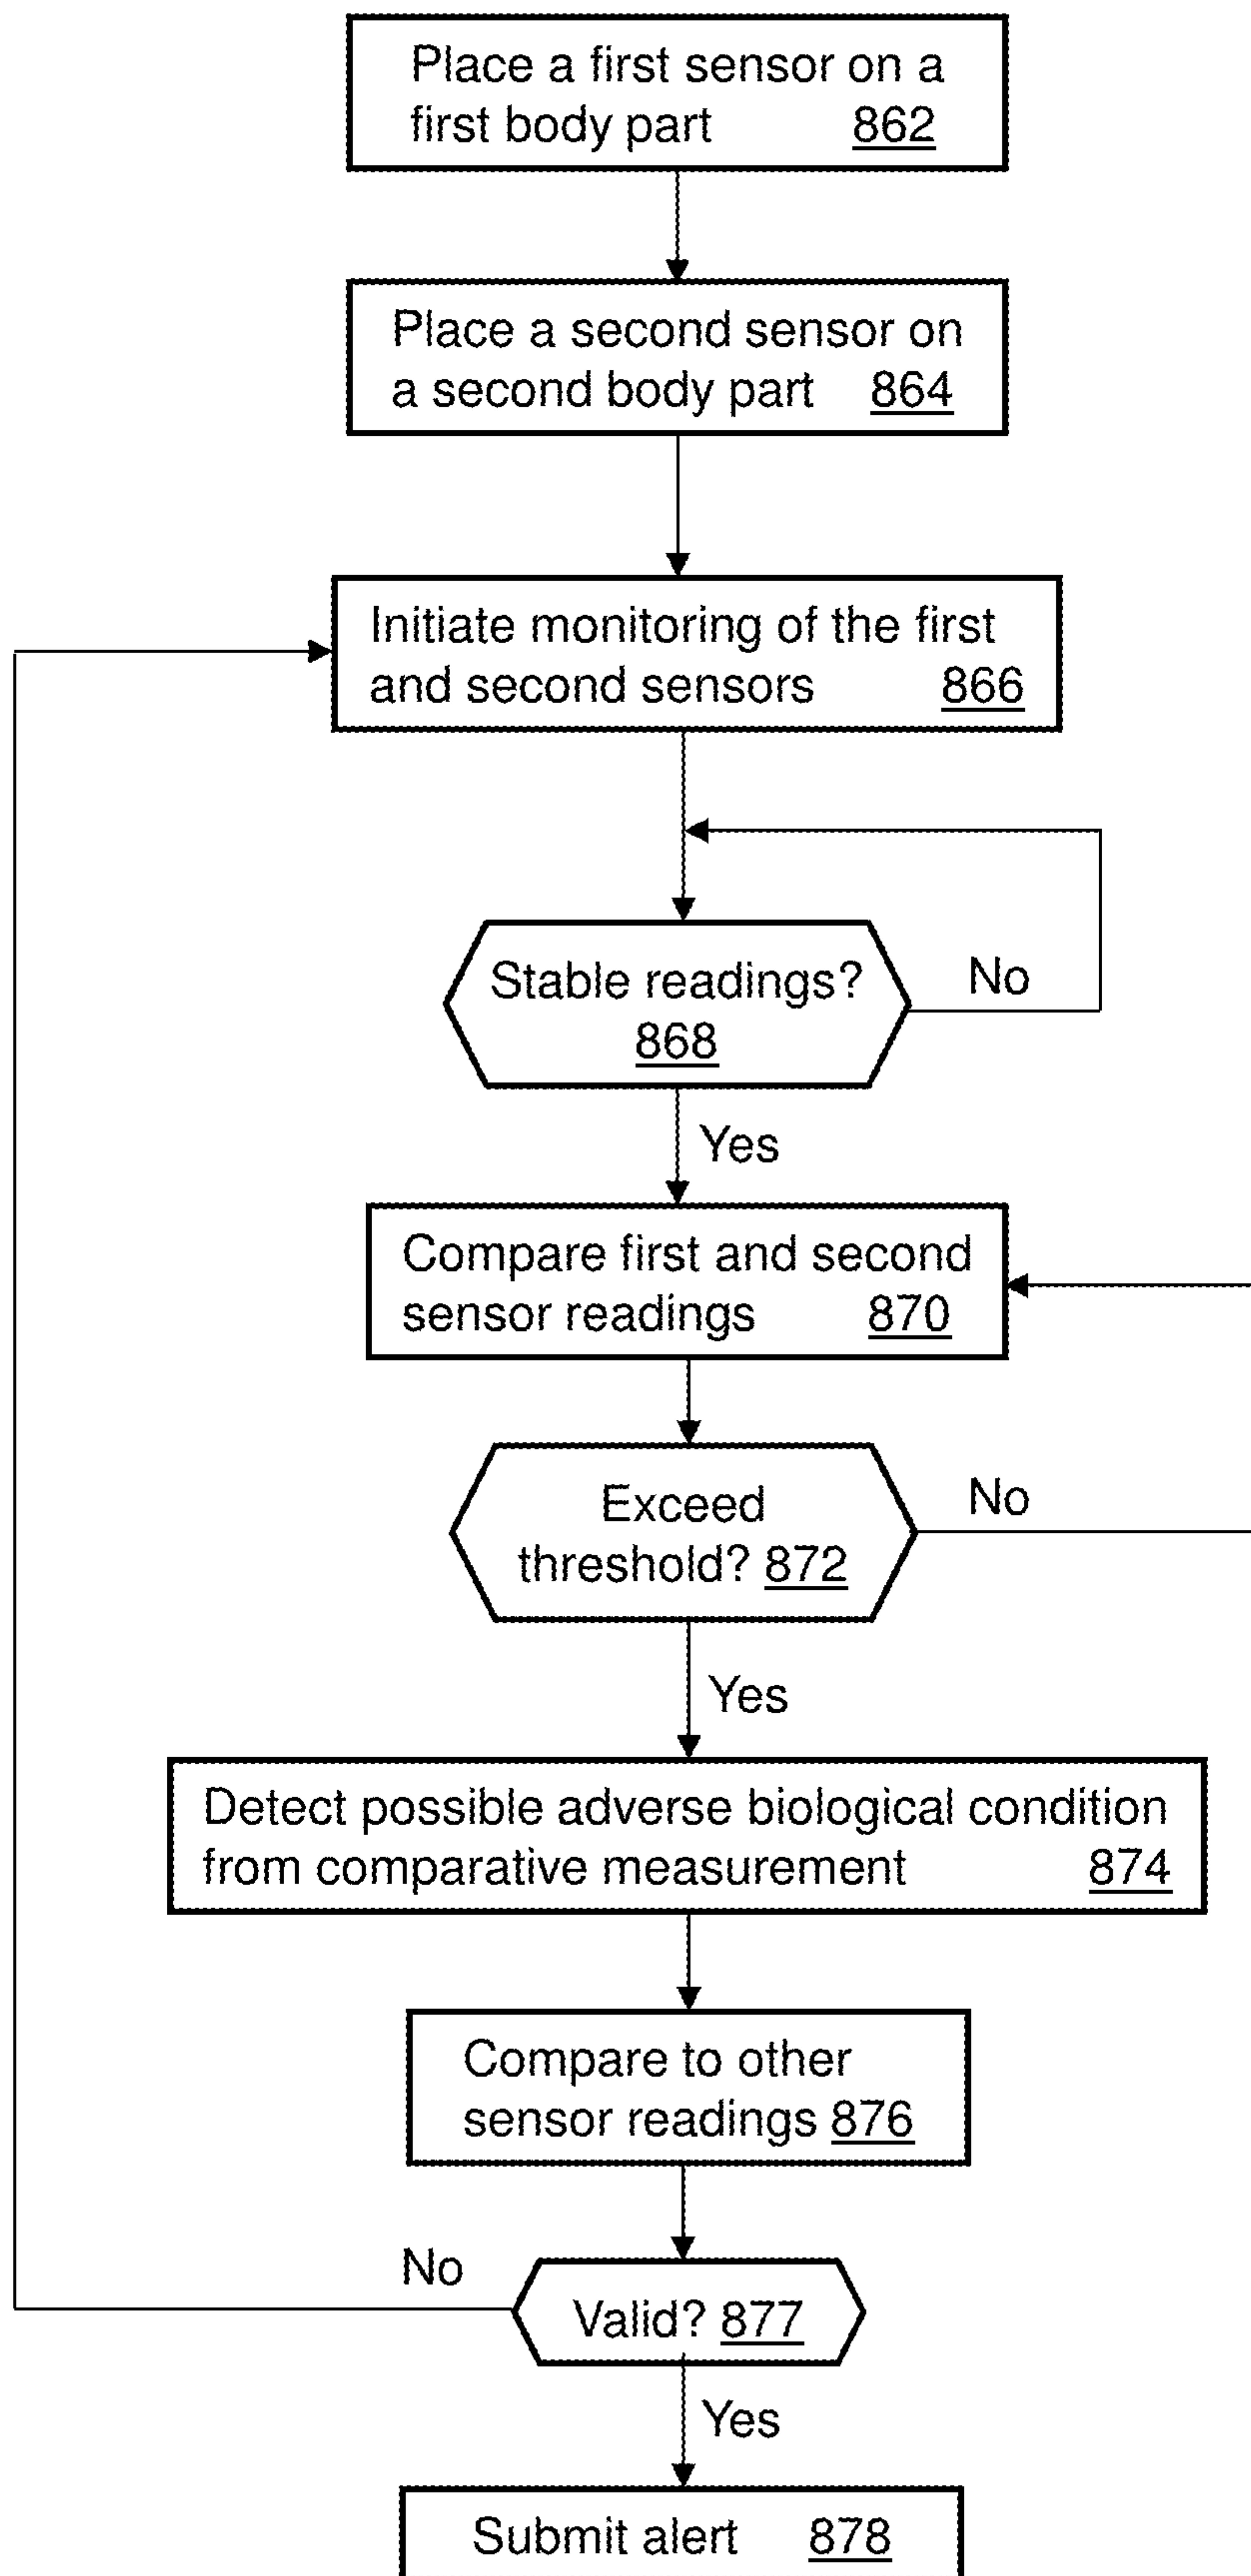 Place a first sensor on a
first body part 862
Place a second sensor on
a second body part 864
Initiate monitoring of the first
and second sensors 866
Stable readings?
868
No
Yes
Compare first and second
sensor readings 870
Exceed
threshold? 872
No
Yes
Detect possible adverse biological condition
from comparative measurement 874
Compare to other
sensor readings 876
No
Valid? 877
Yes
Submit alert 878